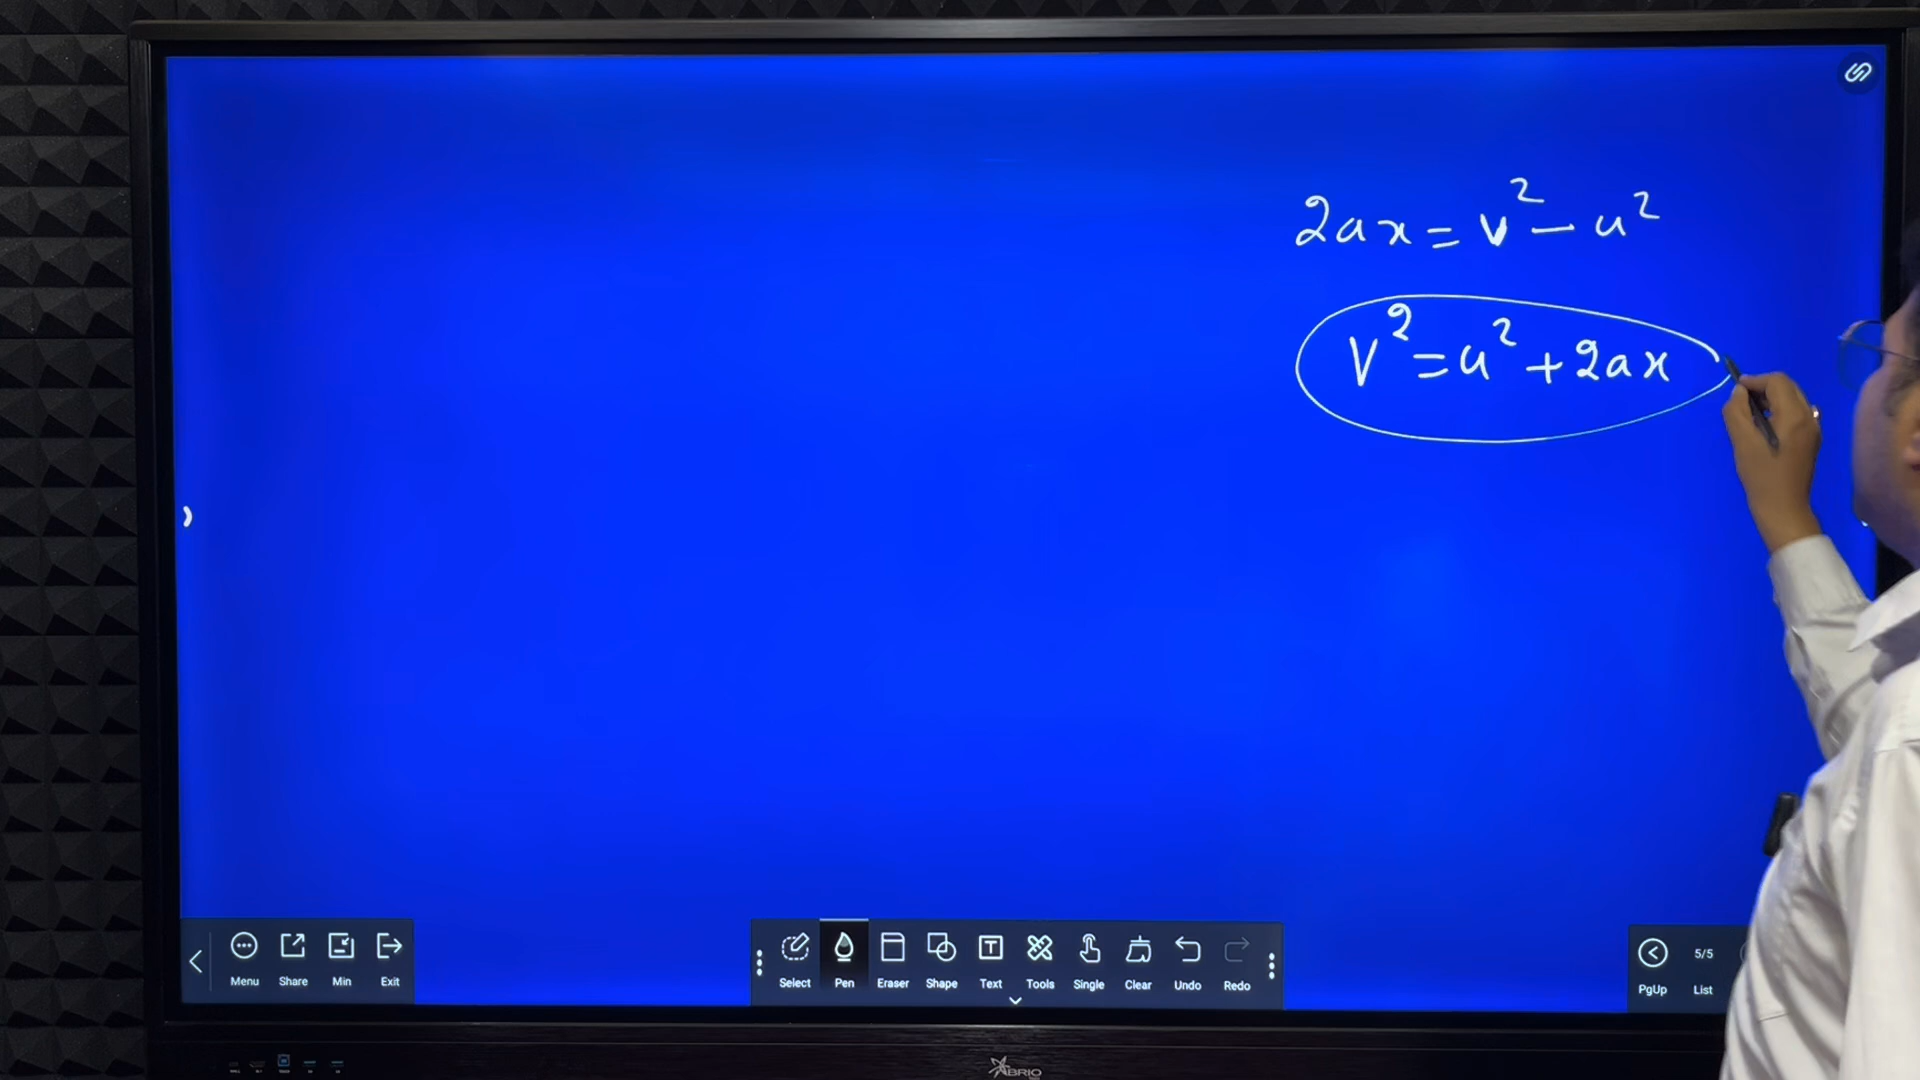 2ax = v² - u²
v² = u² + 2ax
Menu Share Min Exit
Select Pen Eraser Shape Text Tools Single Clear Undo Redo
5/5
PgUp List
ABRIO